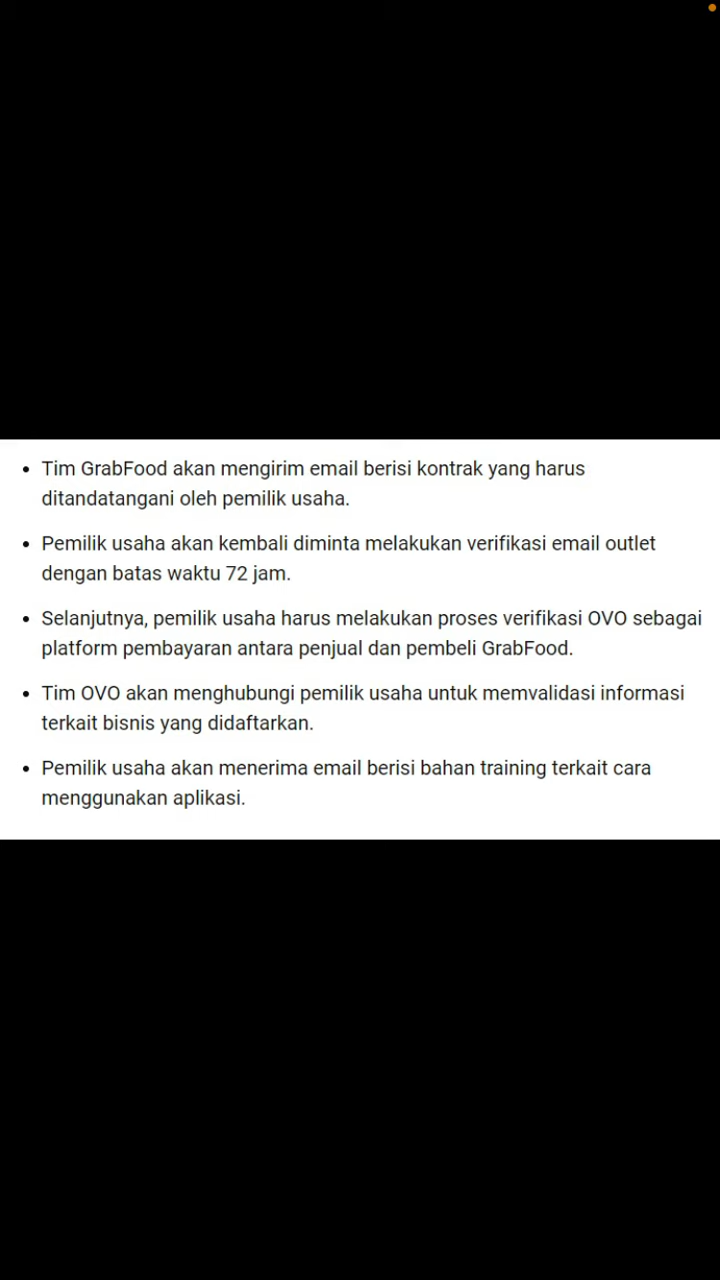 • Tim GrabFood akan mengirim email berisi kontrak yang harus
ditandatangani oleh pemilik usaha.
• Pemilik usaha akan kembali diminta melakukan verifikasi email outlet
dengan batas waktu 72 jam.
• Selanjutnya, pemilik usaha harus melakukan proses verifikasi OVO sebagai
platform pembayaran antara penjual dan pembeli GrabFood.
• Tim OVO akan menghubungi pemilik usaha untuk memvalidasi informasi
terkait bisnis yang didaftarkan.
• Pemilik usaha akan menerima email berisi bahan training terkait cara
menggunakan aplikasi.